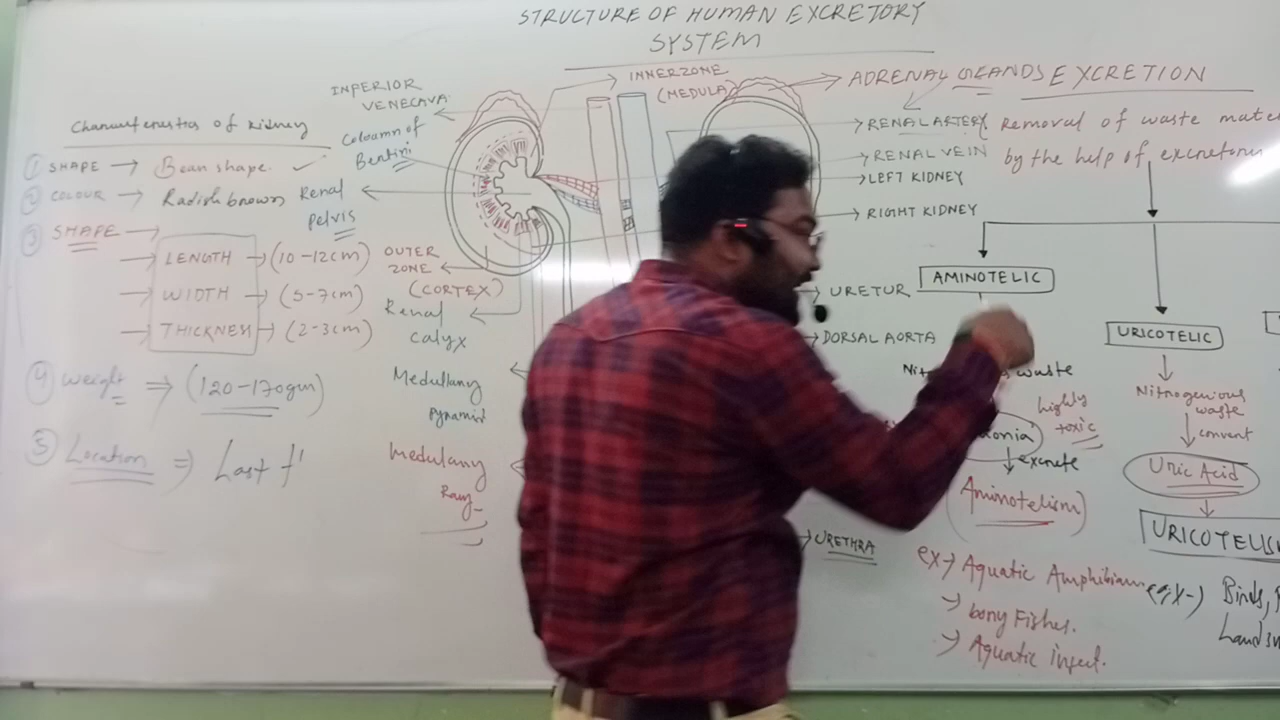 STRUCTURE OF HUMAN EXCRETORY
SYSTEM
Characteristics of kidney
① SHAPE → Bean shape.
② COLOUR → Radish brown
③ SHAPE →
→ LENGTH → (10-12cm)
→ WIDTH → (5-7cm)
→ THICKNESS → (2-3cm)
④ Weight ⇒ (120-170gm)
⑤ Location ⇒ Last
INFERIOR
VENECAVA
Coloumn of
Bertini
Renal
pelvis
OUTER
ZONE
(CORTEX)
Renal
calyx
Medullary
pyramid
Medullary
Ray
INNERZONE
(MEDULA)
ADRENAL GLANDS
RENAL ARTERY
RENAL VEIN
LEFT KIDNEY
RIGHT KIDNEY
URETUR
DORSAL AORTA
URETHRA
EXCRETION
Removal of waste
by the help of
AMINOTELIC
waste
highly
toxic
excrete
Aminotelism
ex→ Aquatic Amphibian
→ bony Fishes.
→ Aquatic insect.
URICOTELIC
Nitrogenious
waste
convent
Uric Acid
ex→ Birds,